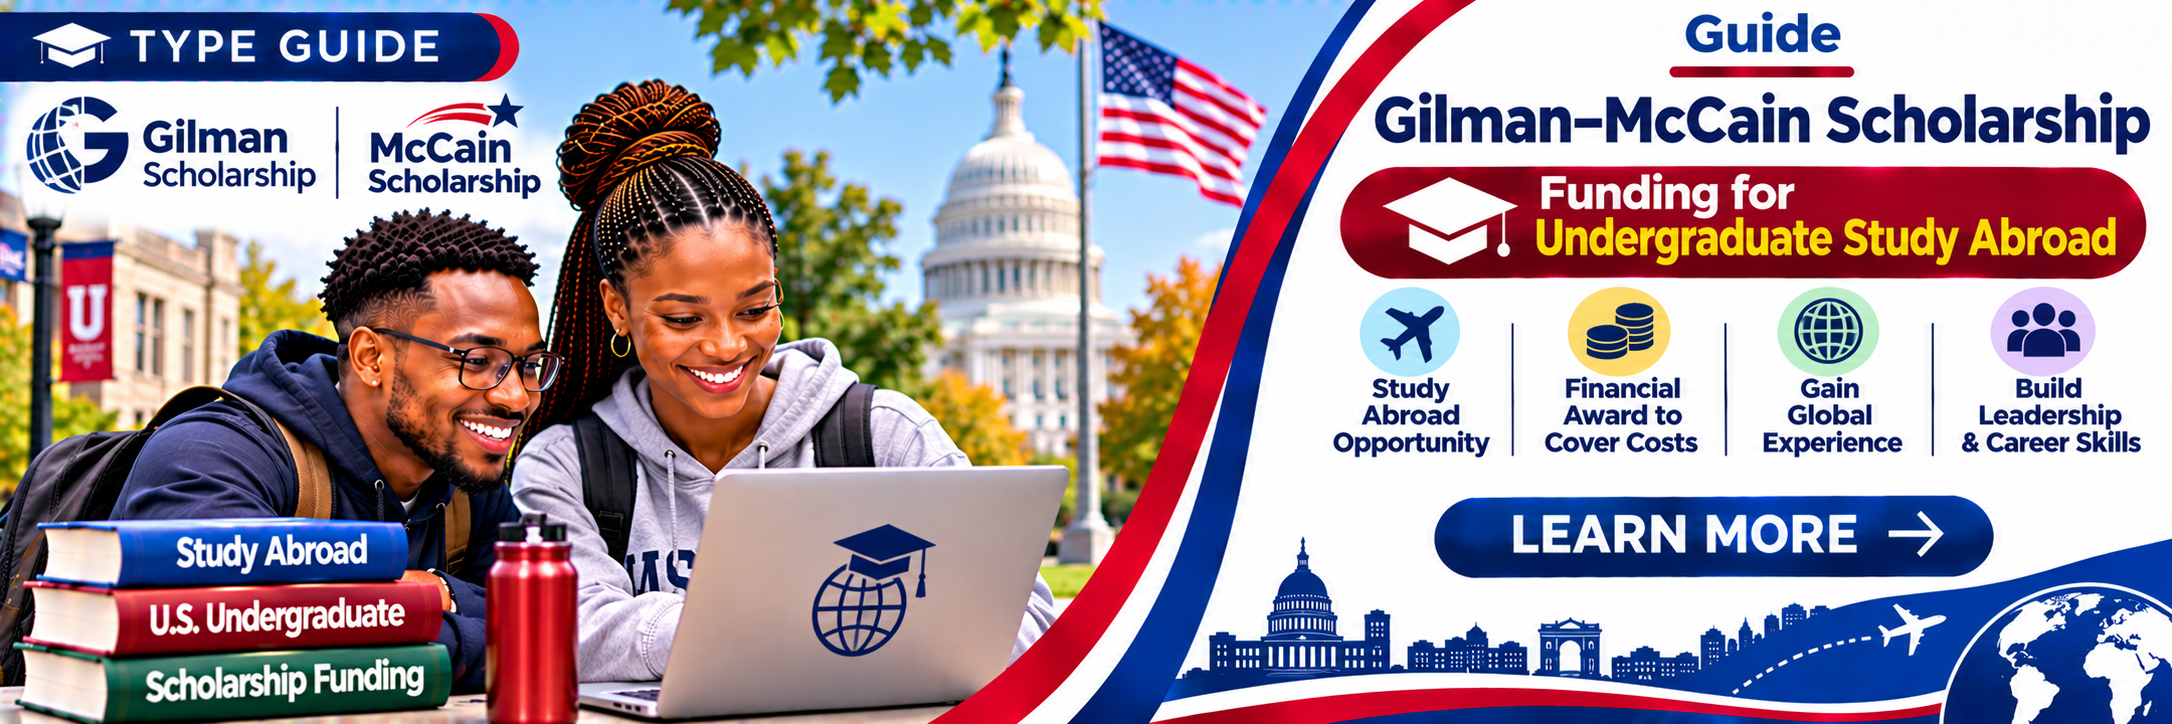 TYPE GUIDE
Gilman
Scholarship
McCain
Scholarship
U
Study Abroad
U.S. Undergraduate
Scholarship Funding
Guide
Gilman–McCain Scholarship
Funding for
Undergraduate Study Abroad
Study
Abroad
Opportunity
Financial
Award to
Cover Costs
Gain
Global
Experience
Build
Leadership
& Career Skills
LEARN MORE